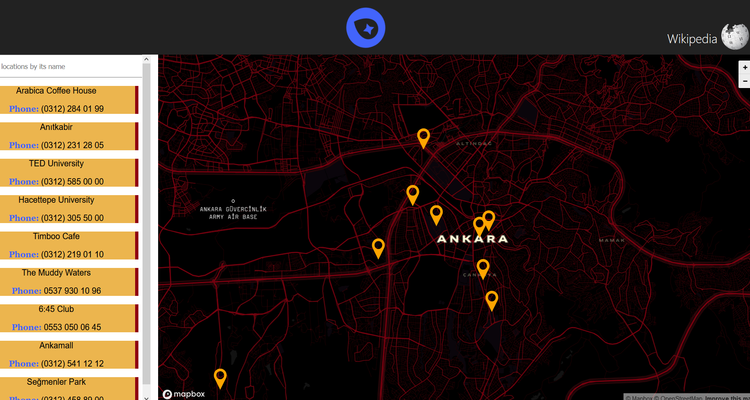 Wikipedia
locations by its name
Arabica Coffee House
Phone: (0312) 284 01 99
Anıtkabir
Phone: (0312) 231 28 05
TED University
Phone: (0312) 585 00 00
Hacettepe University
Phone: (0312) 305 50 00
Timboo Cafe
Phone: (0312) 219 01 10
The Muddy Waters
Phone: 0537 930 10 96
6:45 Club
Phone: 0553 050 06 45
Ankamall
Phone: (0312) 541 12 12
Seğmenler Park
Phone: (0312) 458 89 00
+
−
ALTINDAĞ
ANKARA GÜVERCİNLİK
ARMY AIR BASE
ANKARA
MAMAK
ÇANKAYA
mapbox
© Mapbox © OpenStreetMap Improve this m